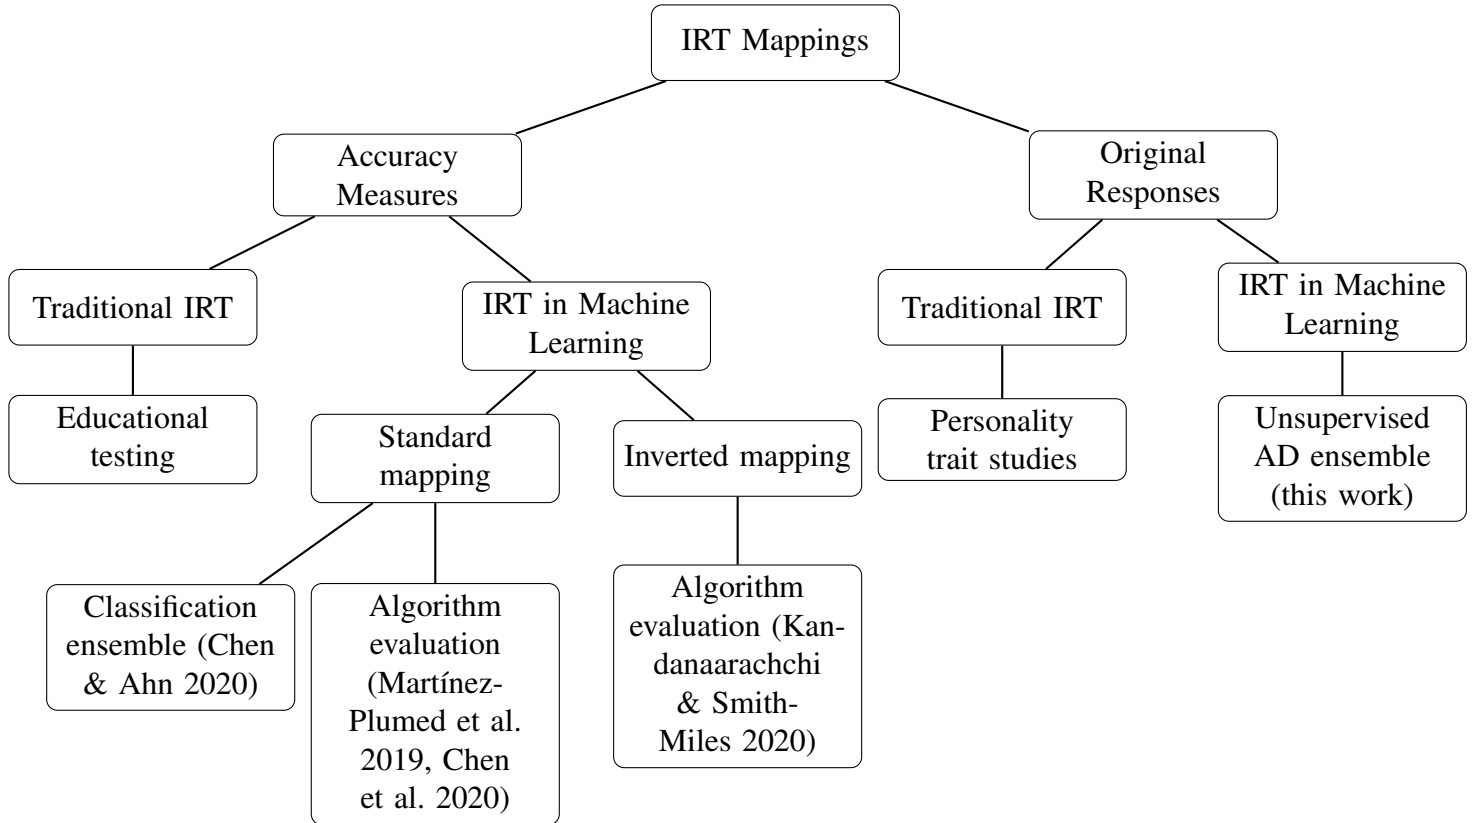 IRT Mappings
Accuracy
Measures
Original
Responses
Traditional IRT
IRT in Machine
Learning
Traditional IRT
IRT in Machine
Learning
Educational
testing
Standard
mapping
Inverted mapping
Personality
trait studies
Unsupervised
AD ensemble
(this work)
Classification
ensemble (Chen
& Ahn 2020)
Algorithm
evaluation
(Martínez-
Plumed et al.
2019, Chen
et al. 2020)
Algorithm
evaluation (Kan-
danaarachchi
& Smith-
Miles 2020)